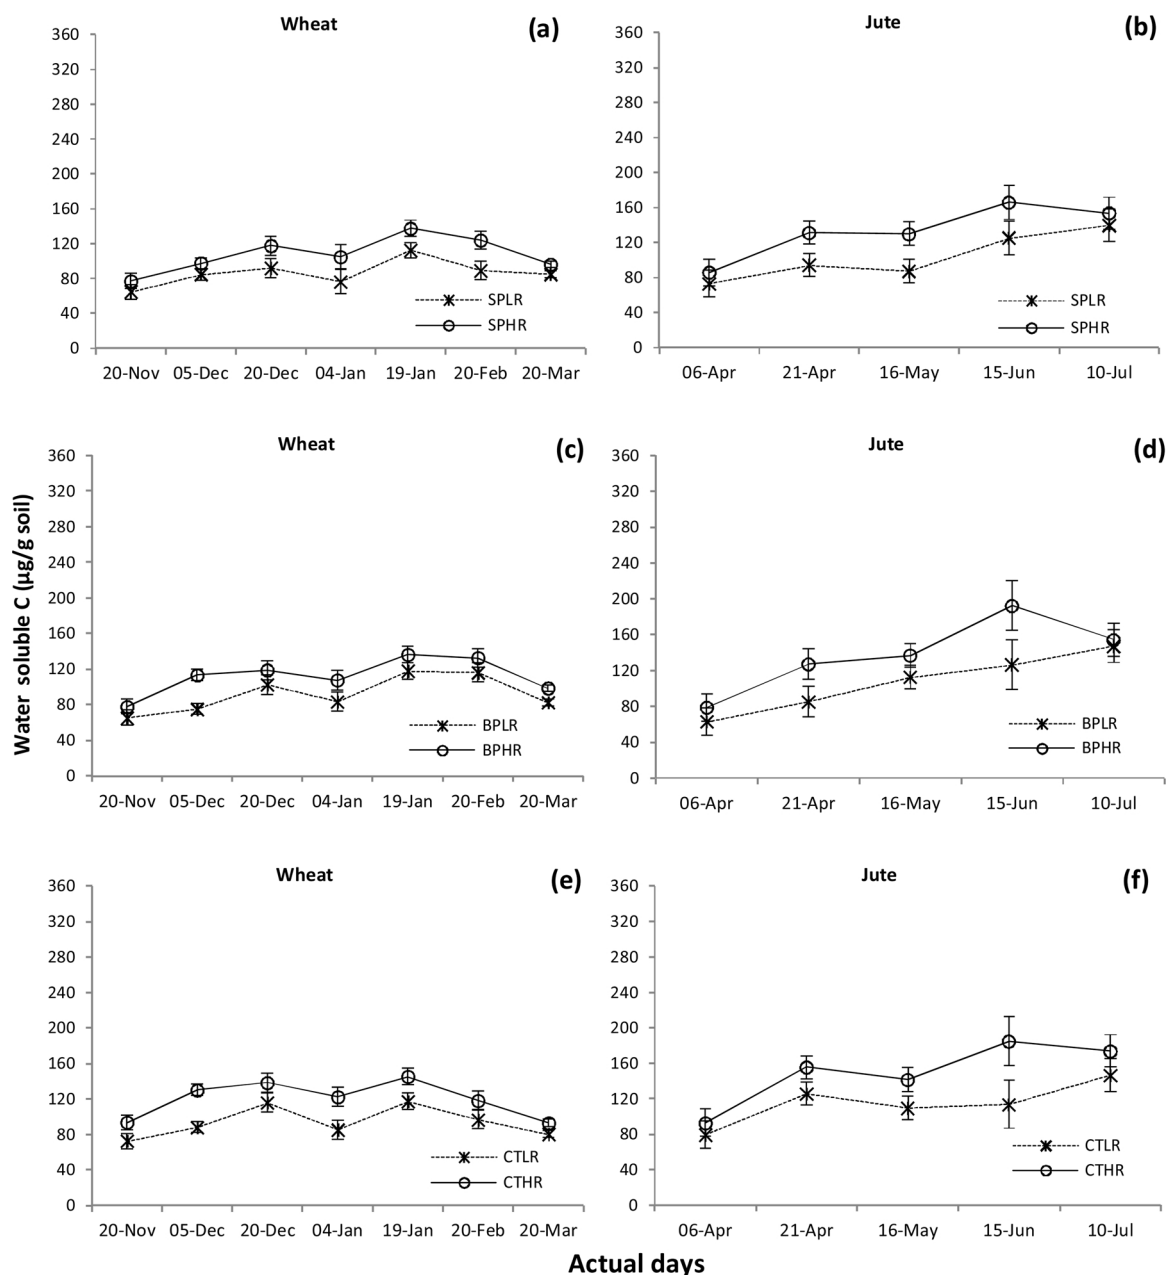 Wheat (a)
360
320
280
240
200
160
120
80
40
0
SPLR
SPHR
20-Nov 05-Dec 20-Dec 04-Jan 19-Jan 20-Feb 20-Mar
Jute (b)
360
320
280
240
200
160
120
80
40
0
SPLR
SPHR
06-Apr 21-Apr 16-May 15-Jun 10-Jul
Water soluble C (µg/g soil)
Wheat (c)
360
320
280
240
200
160
120
80
40
0
BPLR
BPHR
20-Nov 05-Dec 20-Dec 04-Jan 19-Jan 20-Feb 20-Mar
Jute (d)
360
320
280
240
200
160
120
80
40
0
BPLR
BPHR
06-Apr 21-Apr 16-May 15-Jun 10-Jul
Wheat (e)
360
320
280
240
200
160
120
80
40
0
CTLR
CTHR
20-Nov 05-Dec 20-Dec 04-Jan 19-Jan 20-Feb 20-Mar
Jute (f)
360
320
280
240
200
160
120
80
40
0
CTLR
CTHR
06-Apr 21-Apr 16-May 15-Jun 10-Jul
Actual days